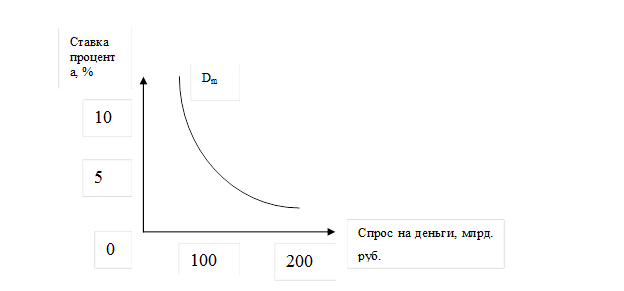 Ставка
процент
а, %
Dm
10
5
0
100
200
Спрос на деньги, млрд.
руб.